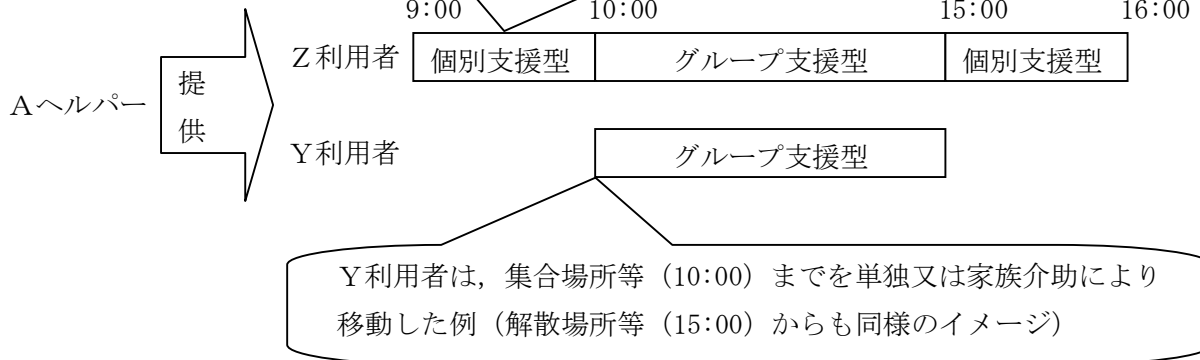 9:00 10:00 15:00 16:00
Z利用者 個別支援型 グループ支援型 個別支援型
Aヘルパー 提供
Y利用者 グループ支援型
Y利用者は，集合場所等（10:00）までを単独又は家族介助により
移動した例（解散場所等（15:00）からも同様のイメージ）